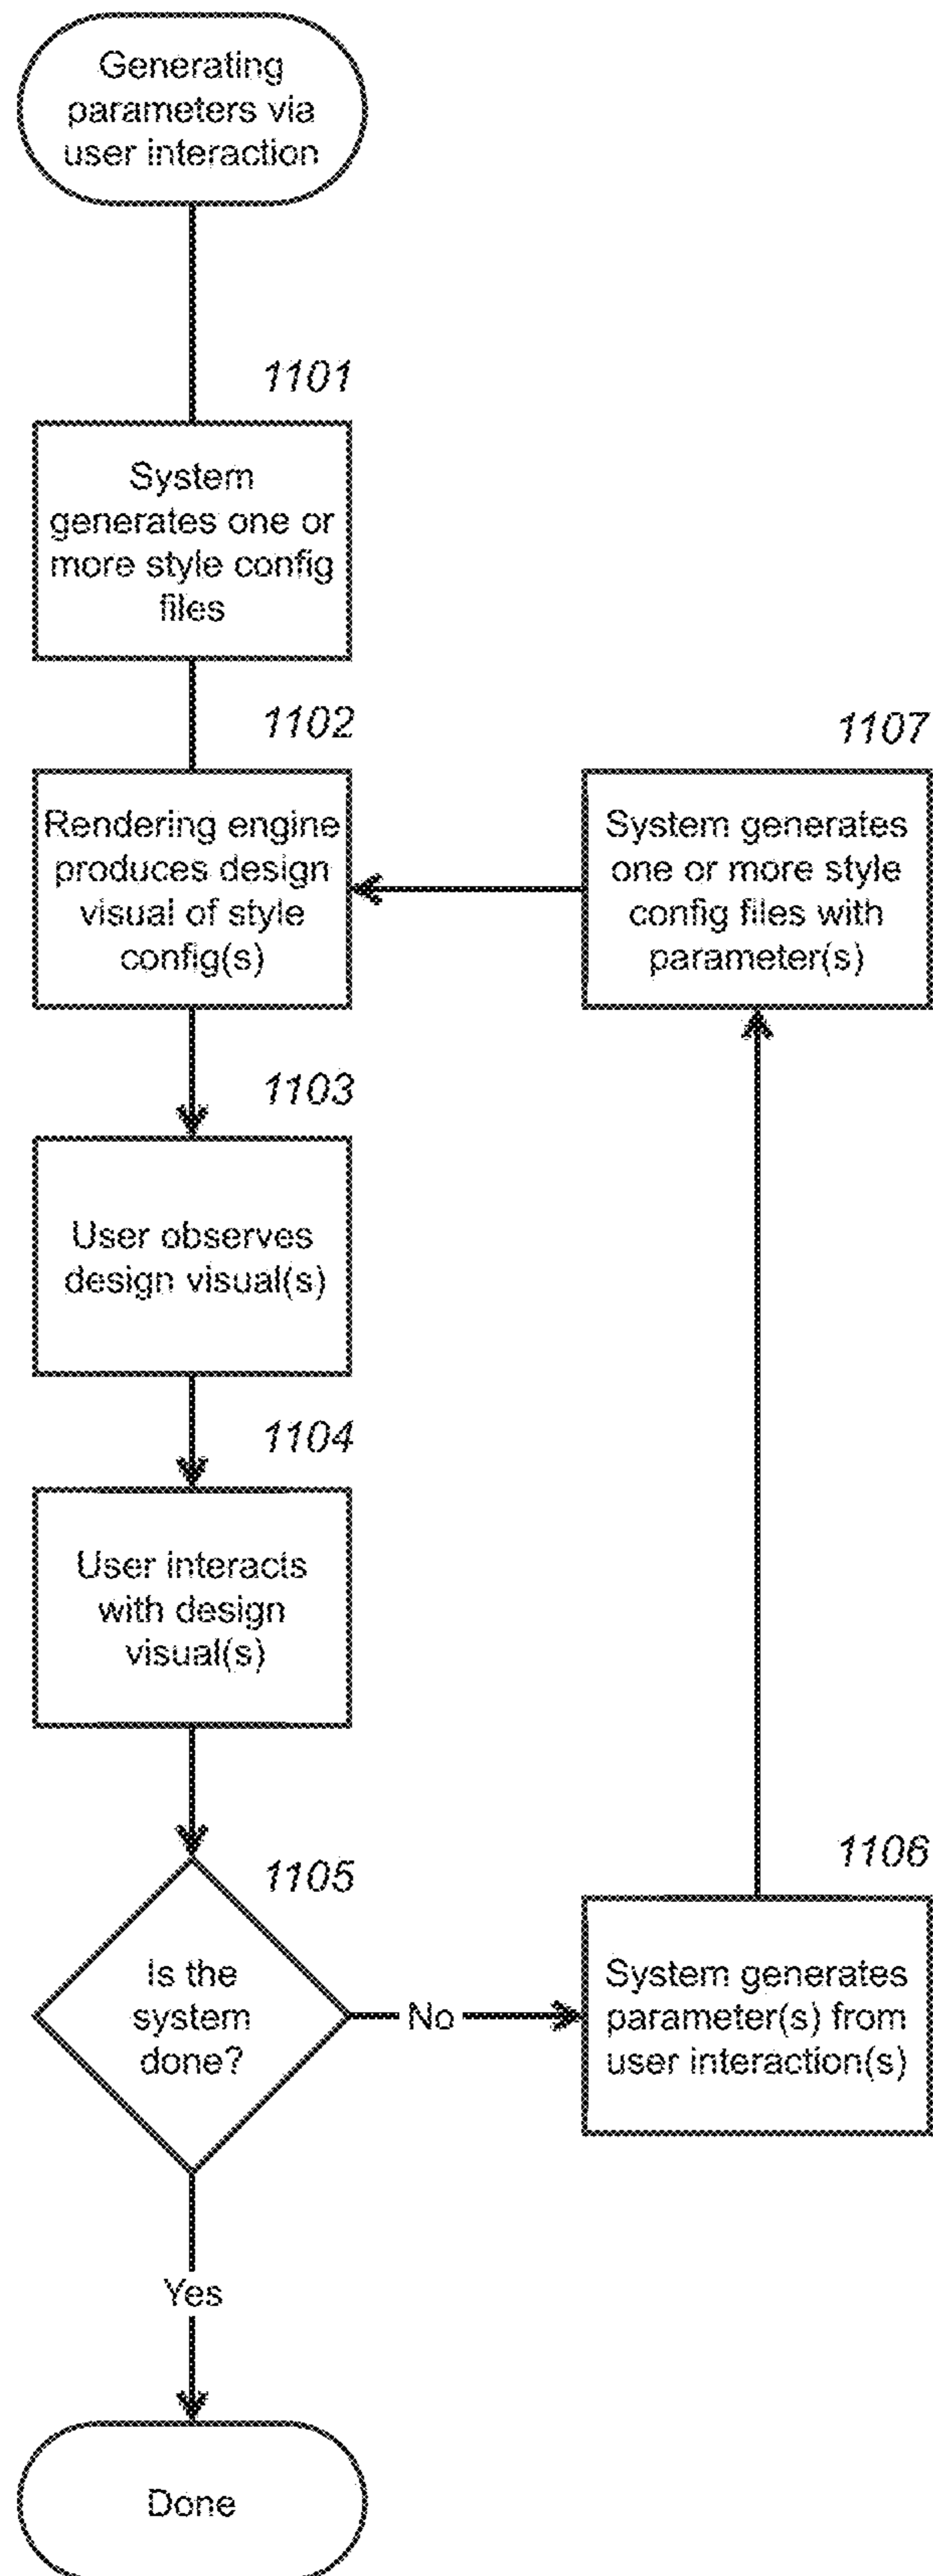 Generating
parameters via
user interaction
1101
System
generates one or
more style config
files
1102
Rendering engine
produces design
visual of style
config(s)
1107
System generates
one or more style
config files with
parameter(s)
1103
User observes
design visual(s)
1104
User interacts
with design
visual(s)
1105
Is the
system
done?
No
1106
System generates
parameter(s) from
user interaction(s)
Yes
Done